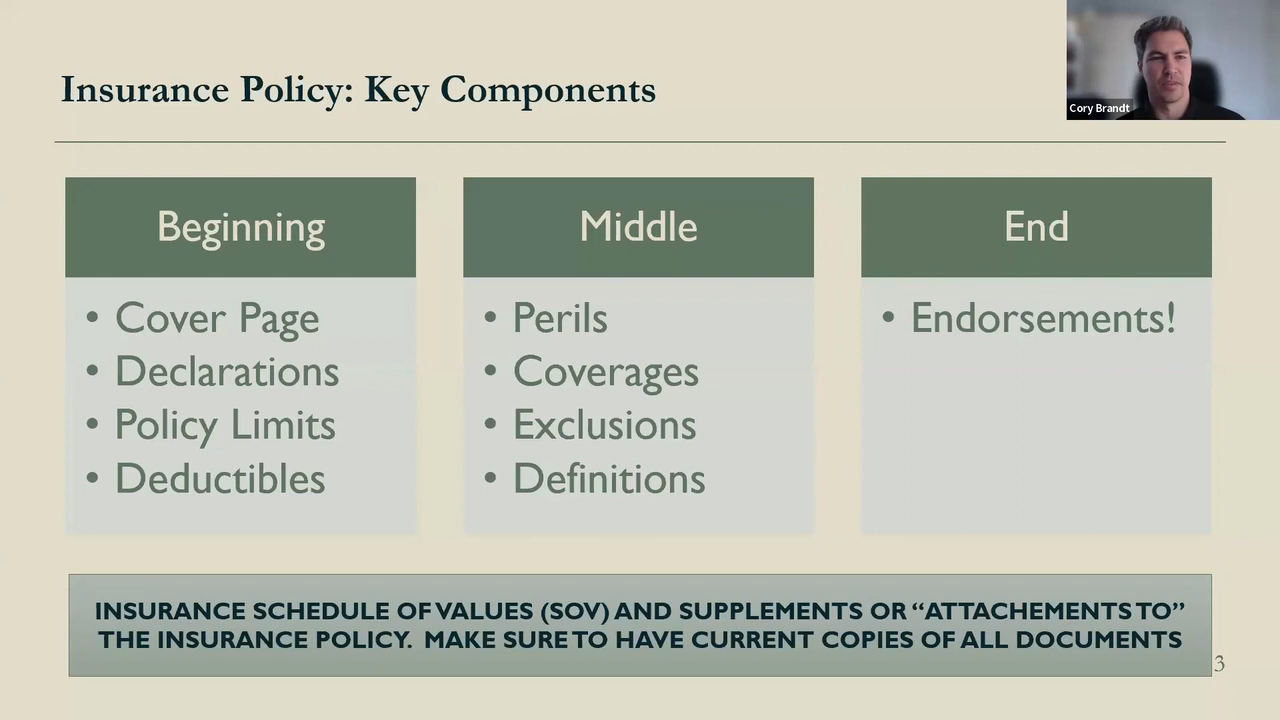 Insurance Policy: Key Components
Cory Brandt
Beginning
• Cover Page
• Declarations
• Policy Limits
• Deductibles
Middle
• Perils
• Coverages
• Exclusions
• Definitions
End
• Endorsements!
INSURANCE SCHEDULE OF VALUES (SOV) AND SUPPLEMENTS OR “ATTACHEMENTS TO”
THE INSURANCE POLICY. MAKE SURE TO HAVE CURRENT COPIES OF ALL DOCUMENTS
3